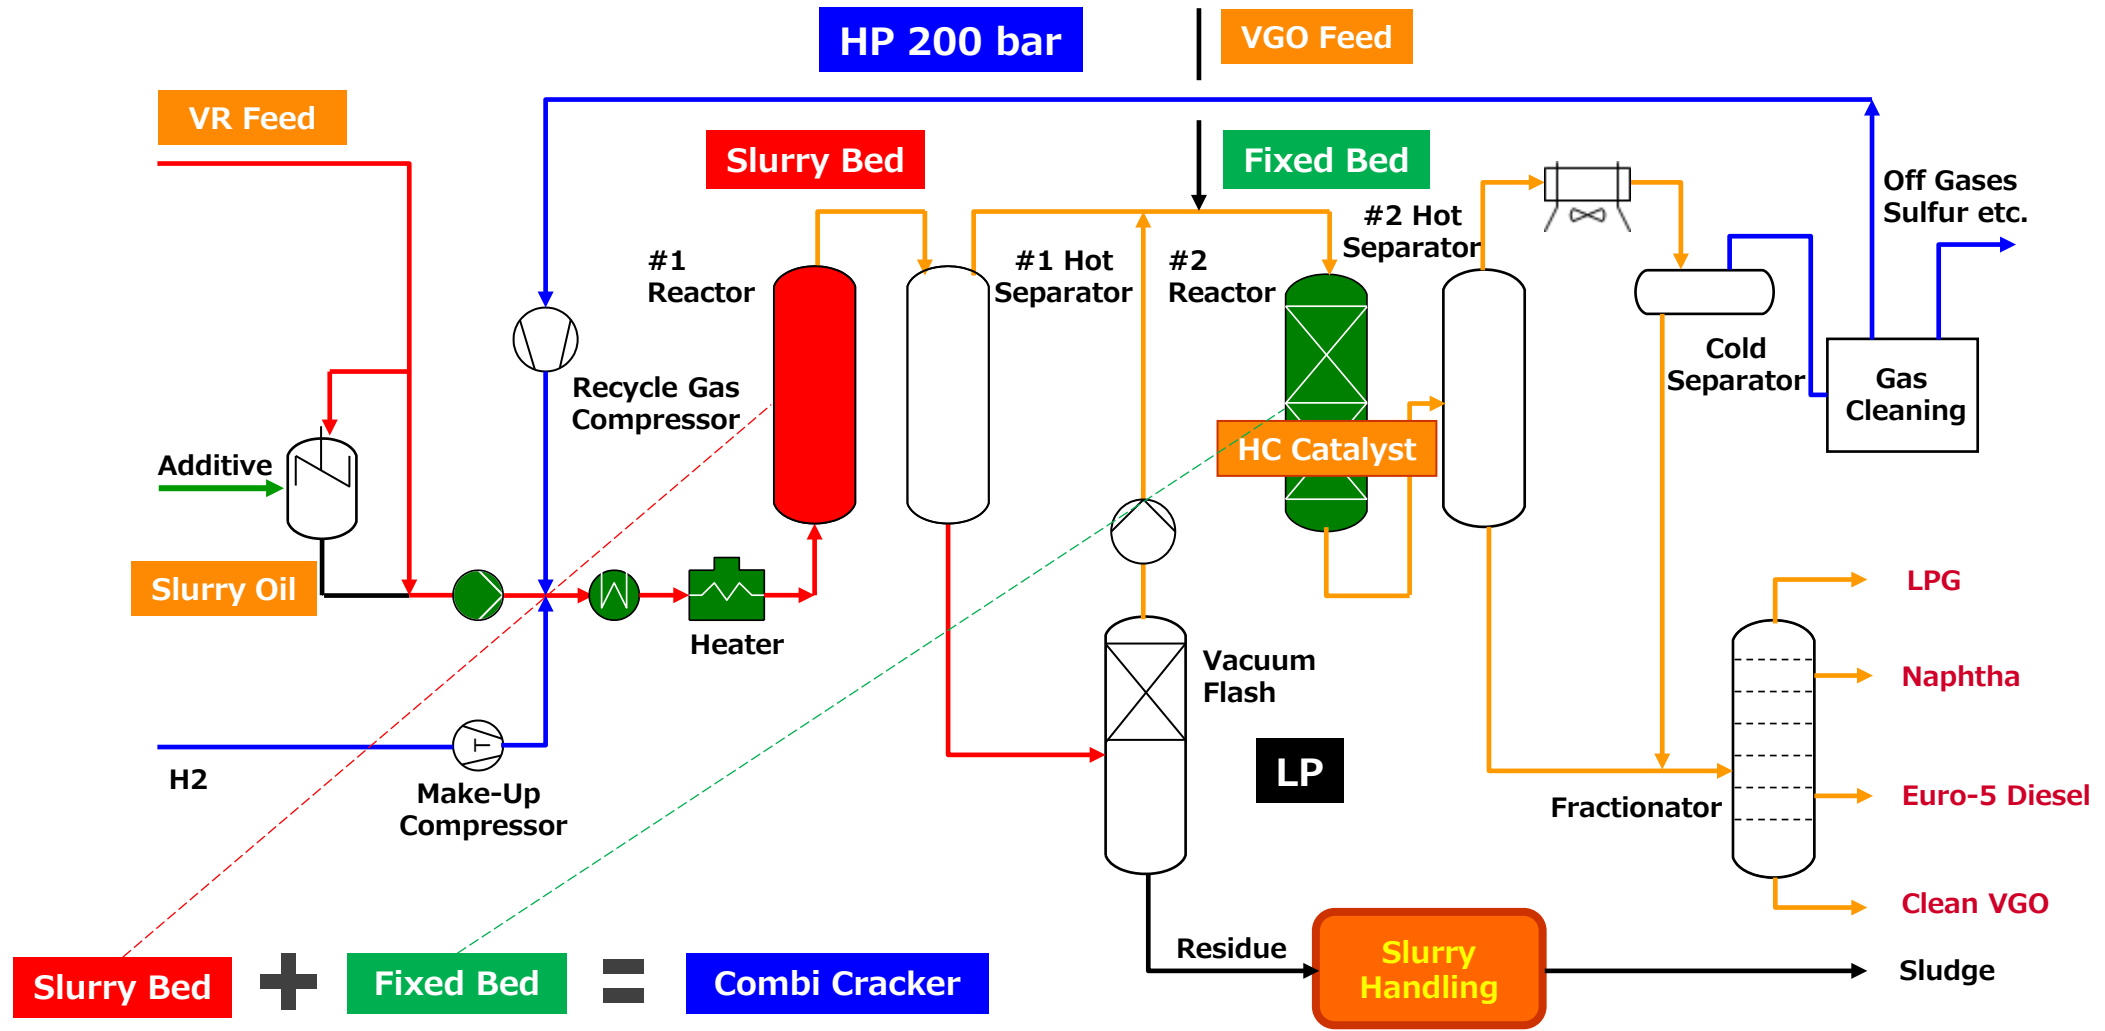 HP 200 bar
VGO Feed
VR Feed
Slurry Bed
Fixed Bed
Off Gases
Sulfur etc.
#2 Hot
Separator
#1
Reactor
#1 Hot
Separator
#2
Reactor
Cold
Separator
Gas
Cleaning
Recycle Gas
Compressor
HC Catalyst
Additive
Slurry Oil
Heater
LPG
Vacuum
Flash
Naphtha
H2
T
Make-Up
Compressor
LP
Fractionator
Euro-5 Diesel
Clean VGO
Residue
Slurry
Handling
Sludge
Slurry Bed
+
Fixed Bed
=
Combi Cracker